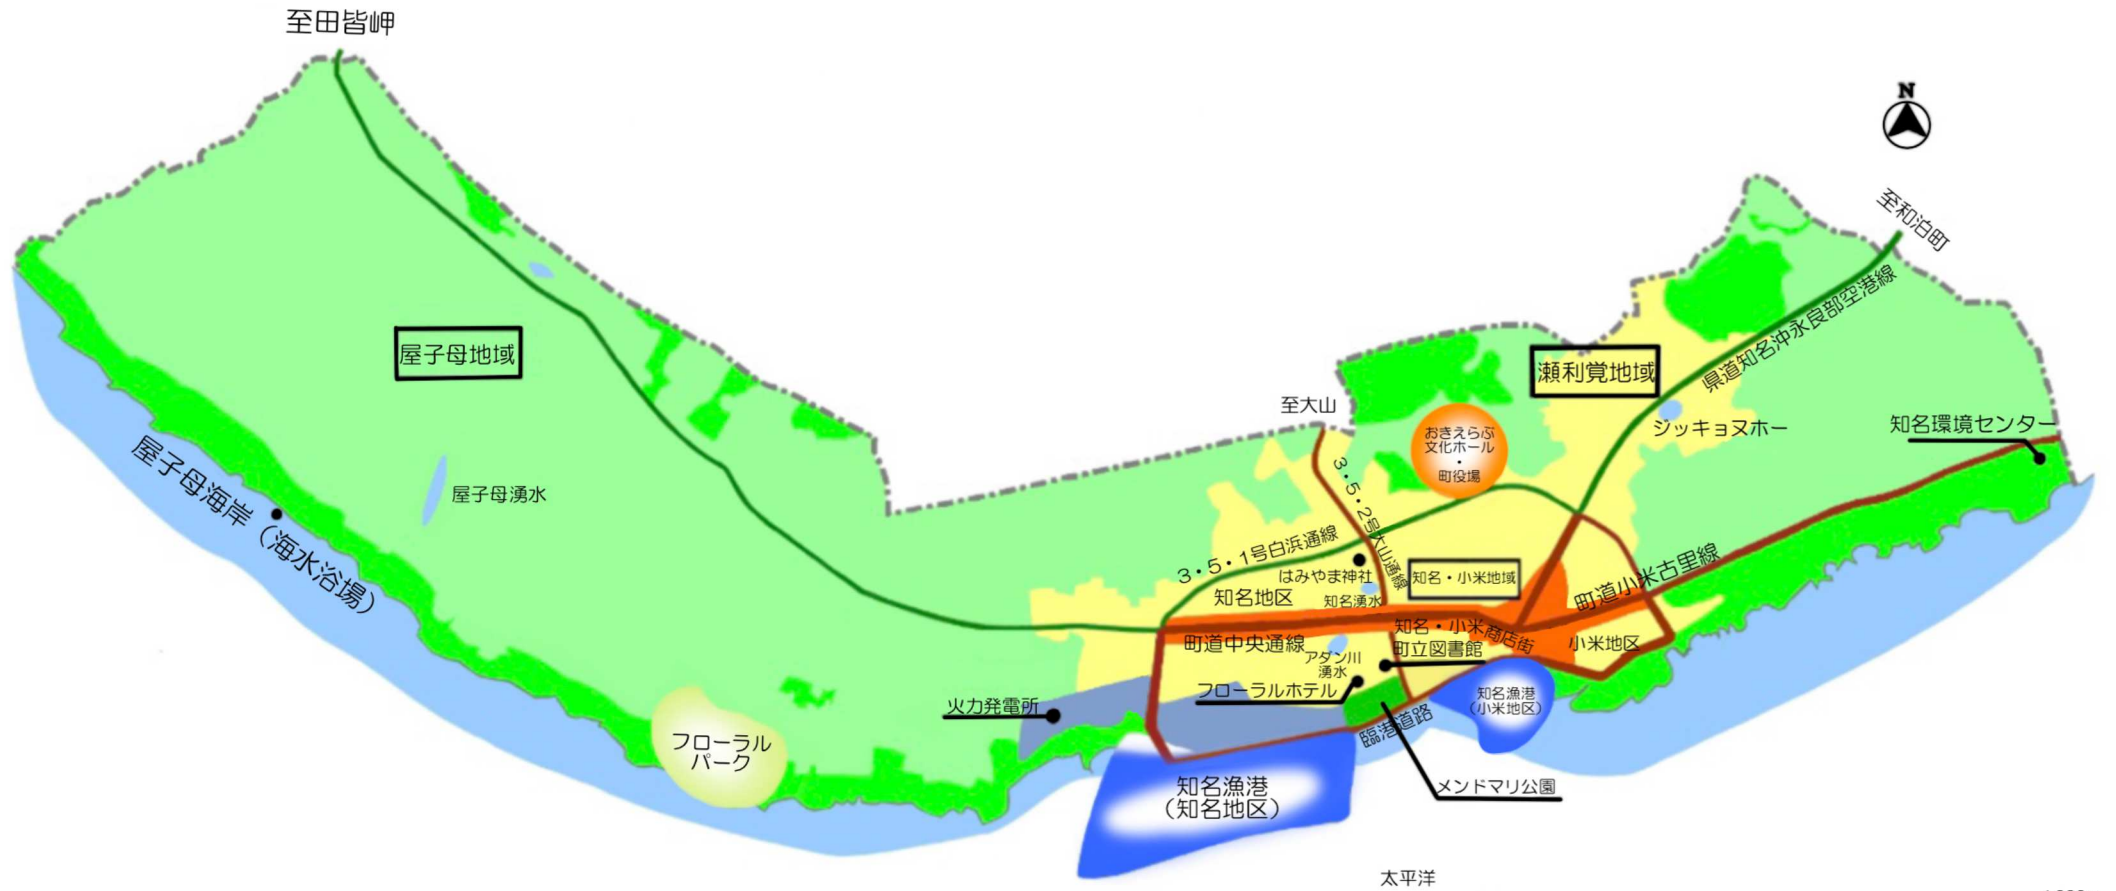 至田皆岬
N
至和泊町
県道知名沖永良部空港線
屋子母地域
瀬利覚地域
至大山
おきえらぶ
文化ホール
・
町役場
ジッキョヌホー
知名環境センター
屋子母海岸（海水浴場）
屋子母湧水
3・5・2号大山通線
3・5・1号白浜通線
はみやま神社
知名・小米地域
知名地区
知名湧水
町道小米古里線
町道中央通線
知名・小米商店街
小米地区
アダン川
湧水
町立図書館
フローラルホテル
火力発電所
知名漁港
（小米地区）
臨港道路
フローラル
パーク
知名漁港
（知名地区）
メンドマリ公園
太平洋